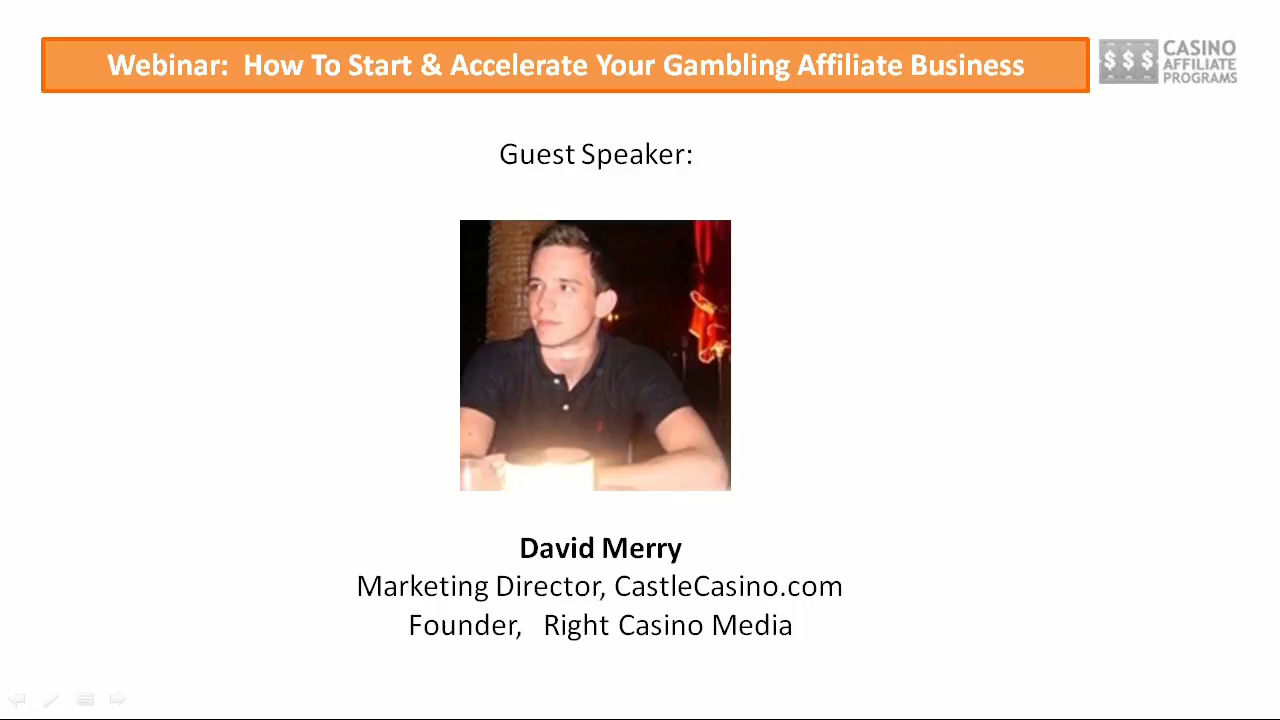 Webinar:  How To Start & Accelerate Your Gambling Affiliate Business
$ $ $
CASINO
AFFILIATE
PROGRAMS
Guest Speaker:
David Merry
Marketing Director, CastleCasino.com
Founder,   Right Casino Media